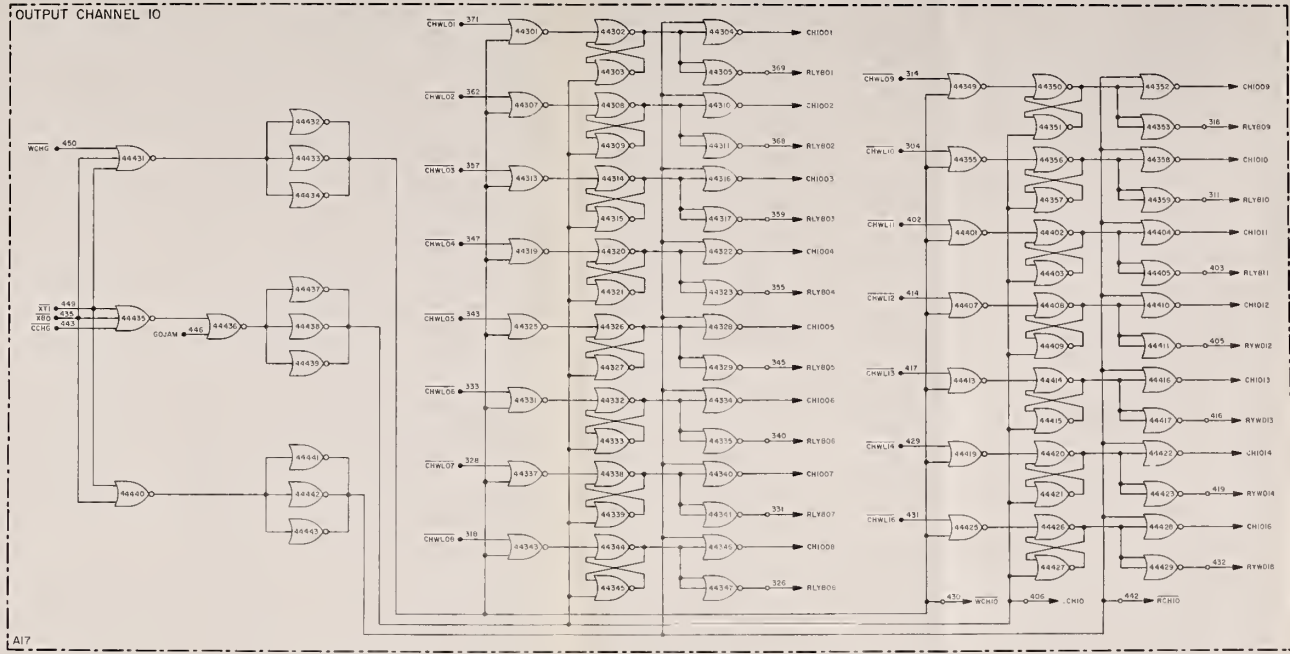 OUTPUT CHANNEL 10
WCHG 450 44431
44432
44433
44434
XT1 449
XB0 435
CCHG 443
44435
GOJAM 446 44436
44437
44438
44439
44440
44441
44442
44443
CHWL01 371 44301 44302 44304 CH1001
44303 44305 369 RLYB01
CHWL02 362 44307 44308 44310 CH1002
44309 44311 368 RLYB02
CHWL03 357 44313 44314 44316 CH1003
44315 44317 359 RLYB03
CHWL04 347 44319 44320 44322 CH1004
44321 44323 355 RLYB04
CHWL05 343 44325 44326 44328 CH1005
44327 44329 345 RLYB05
CHWL06 333 44331 44332 44334 CH1006
44333 44335 340 RLYB06
CHWL07 328 44337 44338 44340 CH1007
44339 44341 331 RLYB07
CHWL08 318 44343 44344 44346 CH1008
44345 44347 326
CHWL09 314 44349 44350 44352 CH1009
44351 44353 RLYB09
CHWL10 304 44355 44356 44358 CH1010
44357 44359 311 RLYB10
CHWL11 402 44401 44402 44404 CH1011
44403 44405 403 RLYB11
CHWL12 414 44407 44408 44410 CH1012
44409 44411 405 RYWD12
CHWL13 417 44413 44414 44416 CH1013
44415 44417 416 RYWD13
CHWL14 429 44419 44420 44422 CH1014
44421 44423 419 RYWD14
CHWL16 431 44425 44426 44428 CH1016
44427 44429 432
430 WCH10
406 CCH10
442 RCH10
A17